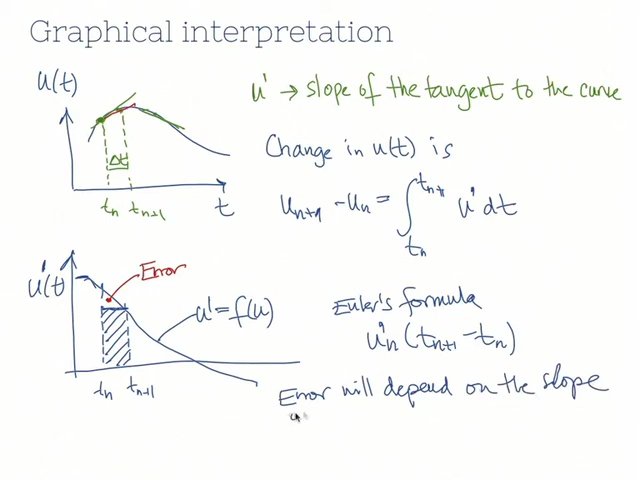 Graphical interpretation
u(t)
u' → slope of the tangent to the curve
Δt
Change in u(t) is
tn tn+1 t
un+1 - un = ∫tn tn+1 u' dt
u'(t)
Error
u' = f(u)
Euler's formula
u'n (tn+1 - tn)
tn tn+1
Error will depend on the slope